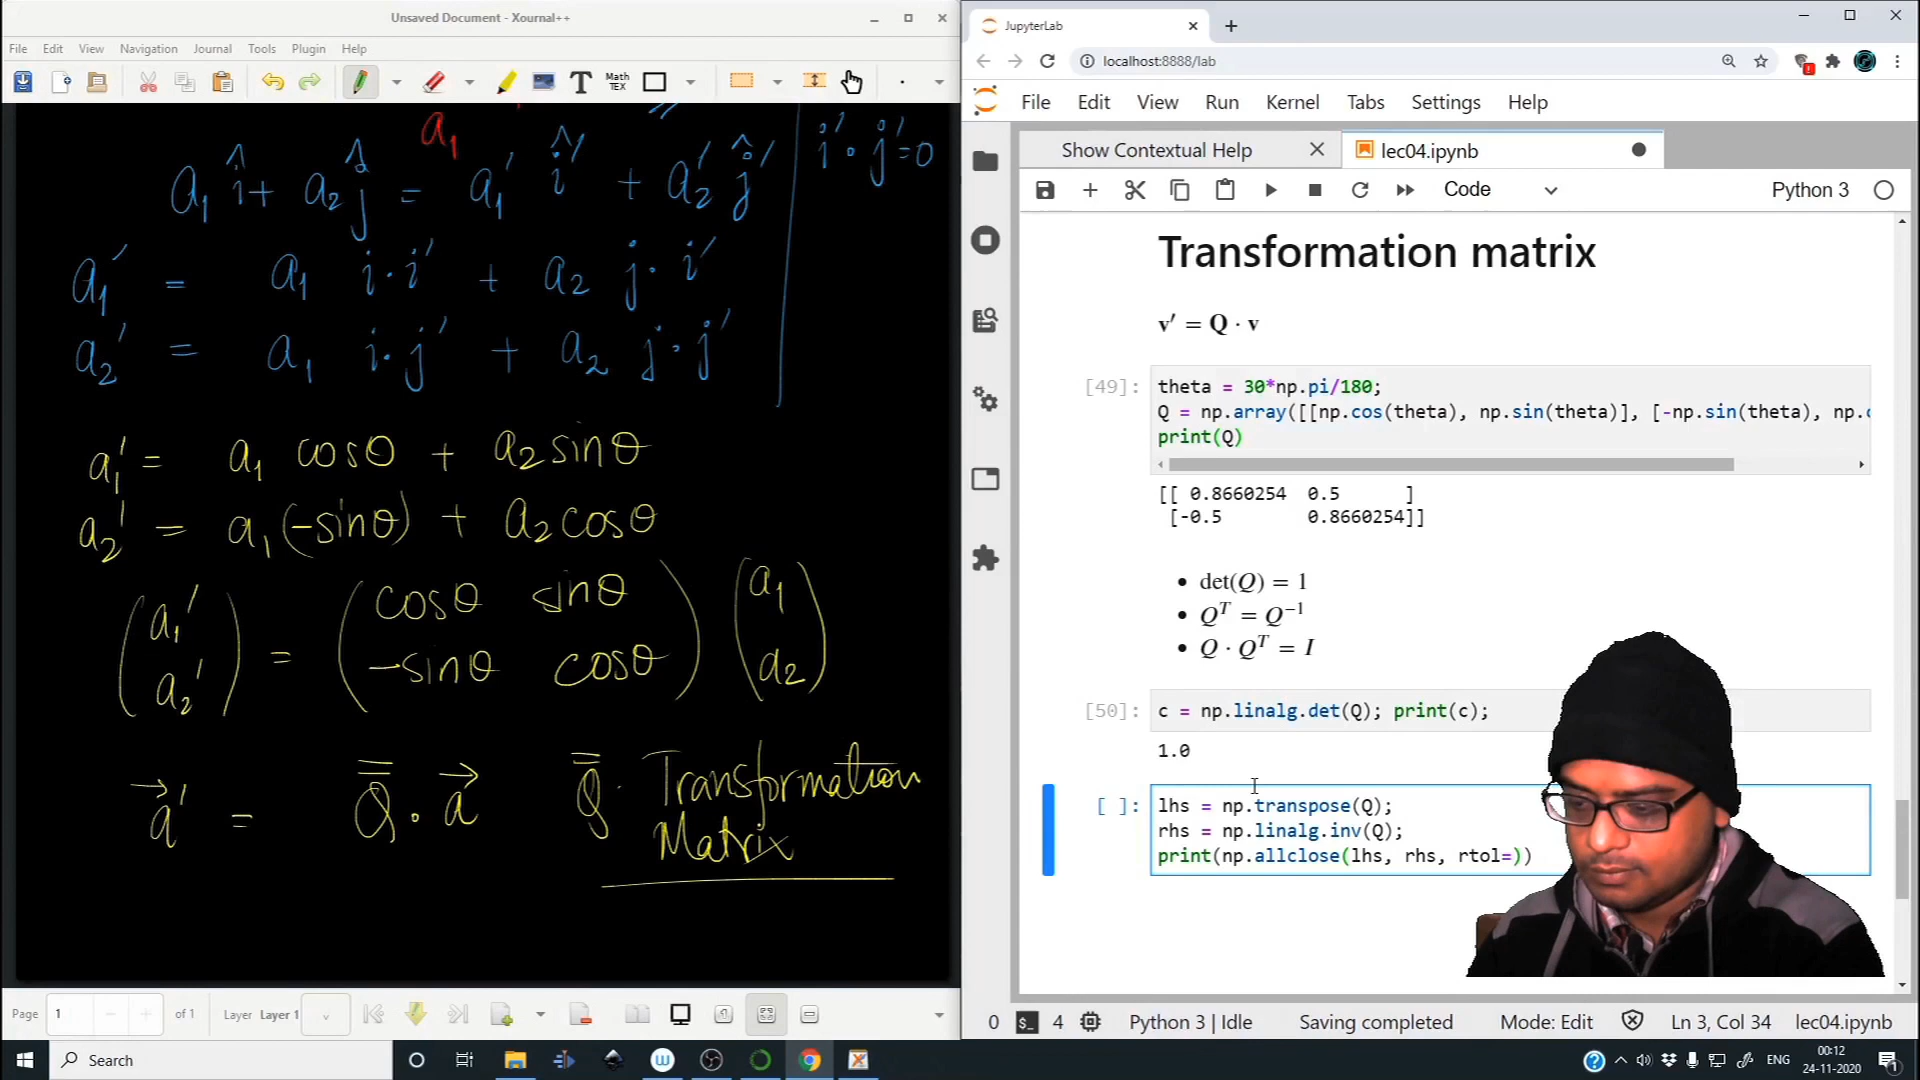 Unsaved Document - Xournal++
File Edit View Navigation Journal Tools Plugin Help
Math TEX
a₁
a₁ î + a₂ ĵ = a₁' î' + a₂' ĵ'
i' · j' = 0
a₁' = a₁ i · i' + a₂ j · i'
a₂' = a₁ i · j' + a₂ j · j'
a₁' = a₁ cosθ + a₂ sinθ
a₂' = a₁ (-sinθ) + a₂ cosθ
(a₁' a₂') = (cosθ sinθ -sinθ cosθ) (a₁ a₂)
a⃗' = Q̿ · a⃗ Q̿ · Transformation
Matrix
Page 1 of 1 Layer Layer 1
JupyterLab
localhost:8888/lab
File Edit View Run Kernel Tabs Settings Help
Show Contextual Help lec04.ipynb
Code Python 3
Transformation matrix
v′ = Q · v
[49]: theta = 30*np.pi/180;
Q = np.array([[np.cos(theta), np.sin(theta)], [-np.sin(theta), np.c
print(Q)
[[ 0.8660254 0.5 ]
[-0.5 0.8660254]]
• det(Q) = 1
• Qᵀ = Q⁻¹
• Q · Qᵀ = I
[50]: c = np.linalg.det(Q); print(c);
1.0
[ ]: lhs = np.transpose(Q);
rhs = np.linalg.inv(Q);
print(np.allclose(lhs, rhs, rtol=))
0 4 Python 3 | Idle Saving completed Mode: Edit Ln 3, Col 34 lec04.ipynb
Search
ENG
00:12
24-11-2020
1